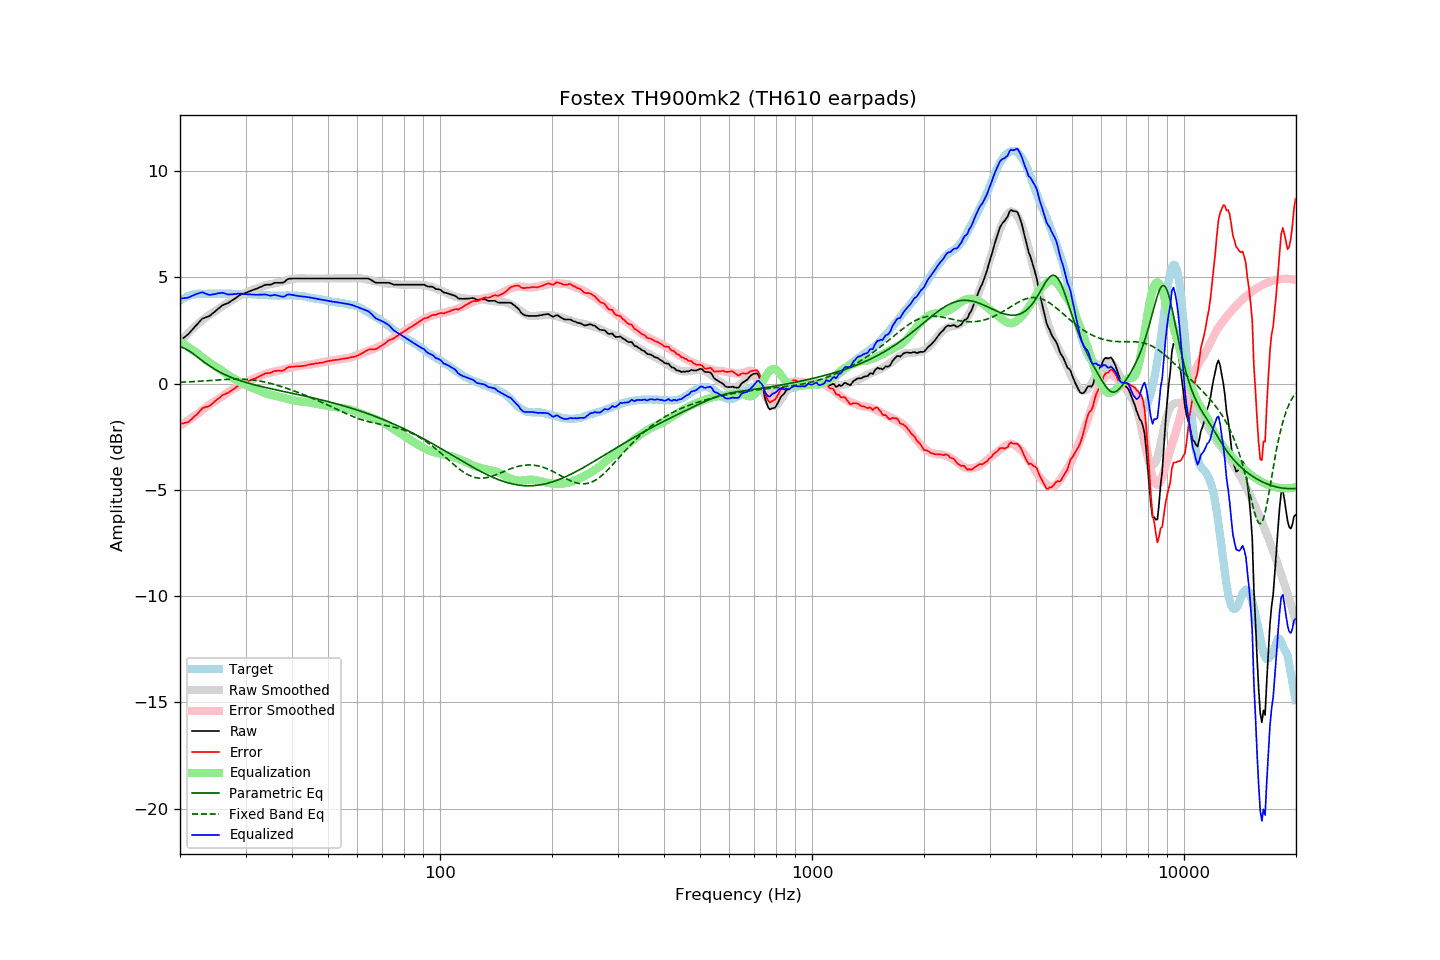 Fostex TH900mk2 (TH610 earpads)
10
5
0
−5
−10
−15
−20
Amplitude (dBr)
Target
Raw Smoothed
Error Smoothed
Raw
Error
Equalization
Parametric Eq
Fixed Band Eq
Equalized
100
1000
10000
Frequency (Hz)